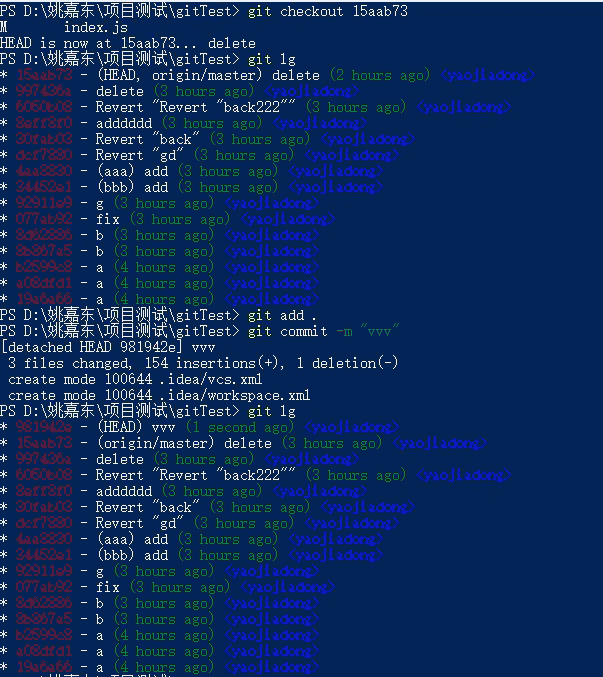 PS D:\姚嘉东\项目测试\gitTest> git checkout 15aab73
M       index.js
HEAD is now at 15aab73... delete
PS D:\姚嘉东\项目测试\gitTest> git lg
* 15aab73 - (HEAD, origin/master) delete (2 hours ago) <yaojiadong>
* 997436a - delete (3 hours ago) <yaojiadong>
* 6050b08 - Revert "Revert "back222"" (3 hours ago) <yaojiadong>
* 8eff8f0 - adddddd (3 hours ago) <yaojiadong>
* 30fab03 - Revert "back" (3 hours ago) <yaojiadong>
* dcf7880 - Revert "gd" (3 hours ago) <yaojiadong>
* 4aa8830 - (aaa) add (3 hours ago) <yaojiadong>
* 34452e1 - (bbb) add (3 hours ago) <yaojiadong>
* 92911e9 - g (3 hours ago) <yaojiadong>
* 077ab92 - fix (3 hours ago) <yaojiadong>
* 8d62886 - b (3 hours ago) <yaojiadong>
* 8b867a5 - b (3 hours ago) <yaojiadong>
* b2599c8 - a (4 hours ago) <yaojiadong>
* a08dfd1 - a (4 hours ago) <yaojiadong>
* 19a6a66 - a (4 hours ago) <yaojiadong>
PS D:\姚嘉东\项目测试\gitTest> git add .
PS D:\姚嘉东\项目测试\gitTest> git commit -m "vvv"
[detached HEAD 981942e] vvv
 3 files changed, 154 insertions(+), 1 deletion(-)
 create mode 100644 .idea/vcs.xml
 create mode 100644 .idea/workspace.xml
PS D:\姚嘉东\项目测试\gitTest> git lg
* 981942e - (HEAD) vvv (1 second ago) <yaojiadong>
* 15aab73 - (origin/master) delete (3 hours ago) <yaojiadong>
* 997436a - delete (3 hours ago) <yaojiadong>
* 6050b08 - Revert "Revert "back222"" (3 hours ago) <yaojiadong>
* 8eff8f0 - adddddd (3 hours ago) <yaojiadong>
* 30fab03 - Revert "back" (3 hours ago) <yaojiadong>
* dcf7880 - Revert "gd" (3 hours ago) <yaojiadong>
* 4aa8830 - (aaa) add (3 hours ago) <yaojiadong>
* 34452e1 - (bbb) add (3 hours ago) <yaojiadong>
* 92911e9 - g (3 hours ago) <yaojiadong>
* 077ab92 - fix (3 hours ago) <yaojiadong>
* 8d62886 - b (3 hours ago) <yaojiadong>
* 8b867a5 - b (3 hours ago) <yaojiadong>
* b2599c8 - a (4 hours ago) <yaojiadong>
* a08dfd1 - a (4 hours ago) <yaojiadong>
* 19a6a66 - a (4 hours ago) <yaojiadong>